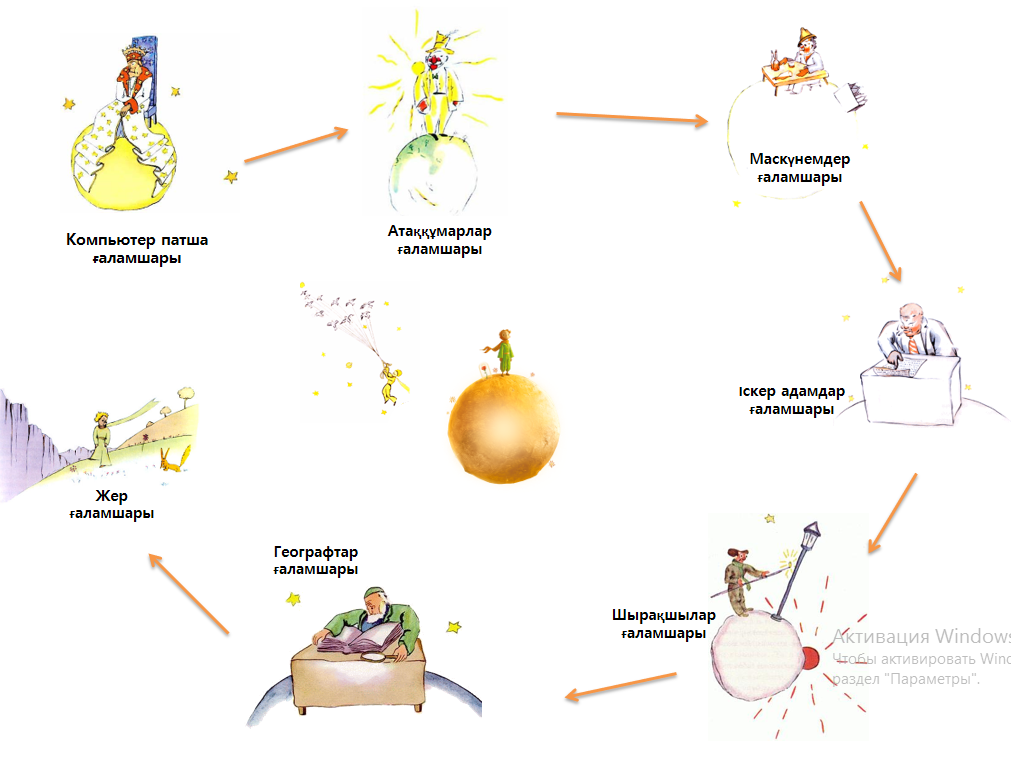 Компьютер патша
ғаламшары
Атаққұмарлар
ғаламшары
Маскүнемдер
ғаламшары
Іскер адамдар
ғаламшары
Шырақшылар
ғаламшары
Географтар
ғаламшары
Жер
ғаламшары
Активация Windows
Чтобы активировать Wind
раздел "Параметры".